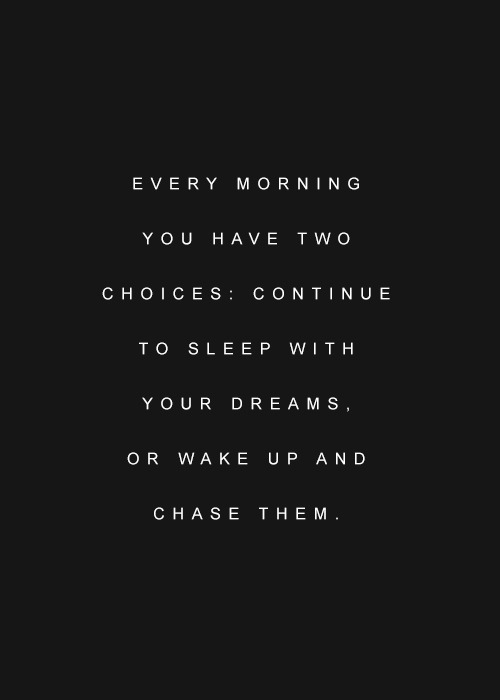 EVERY MORNING
YOU HAVE TWO
CHOICES: CONTINUE
TO SLEEP WITH
YOUR DREAMS,
OR WAKE UP AND
CHASE THEM.